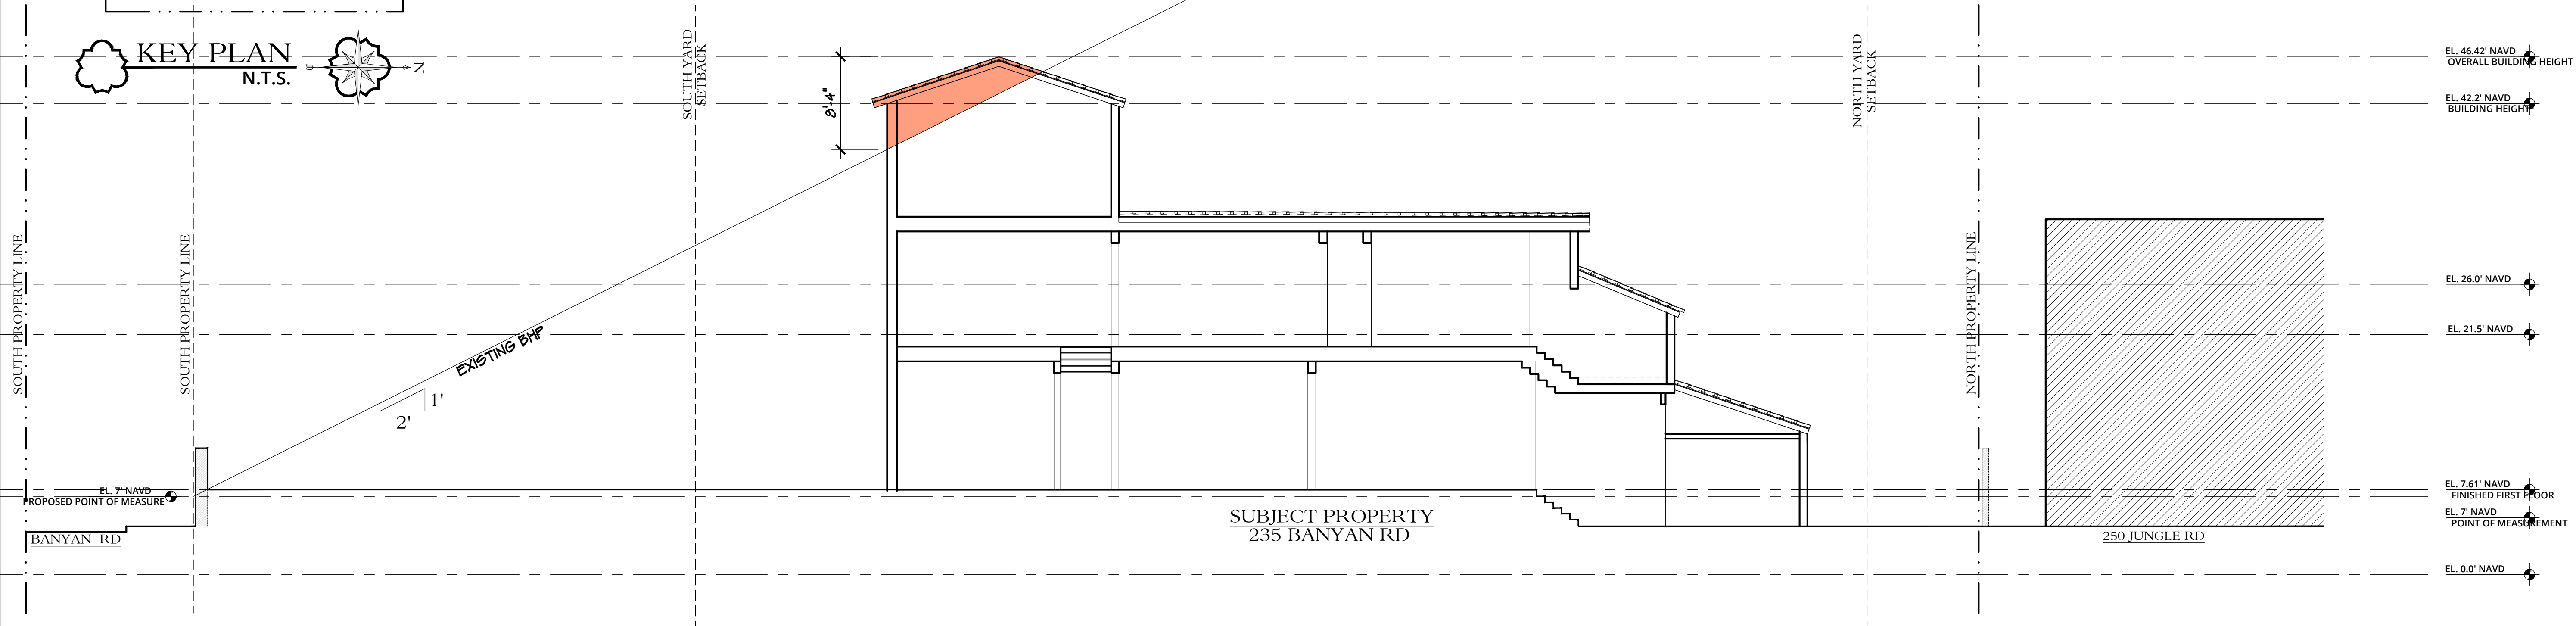 KEY PLAN
N.T.S.
N
SOUTH YARD
SETBACK
NORTH YARD
SETBACK
EL. 46.42' NAVD
OVERALL BUILDING HEIGHT
8'-4"
EL. 42.2' NAVD
BUILDING HEIGHT
SOUTH PROPERTY LINE
SOUTH PROPERTY LINE
NORTH PROPERTY LINE
EL. 26.0' NAVD
EL. 21.5' NAVD
EXISTING BHP
1'
2'
EL. 7' NAVD
PROPOSED POINT OF MEASURE
EL. 7.61' NAVD
FINISHED FIRST FLOOR
EL. 7' NAVD
POINT OF MEASUREMENT
SUBJECT PROPERTY
235 BANYAN RD
BANYAN RD
250 JUNGLE RD
EL. 0.0' NAVD